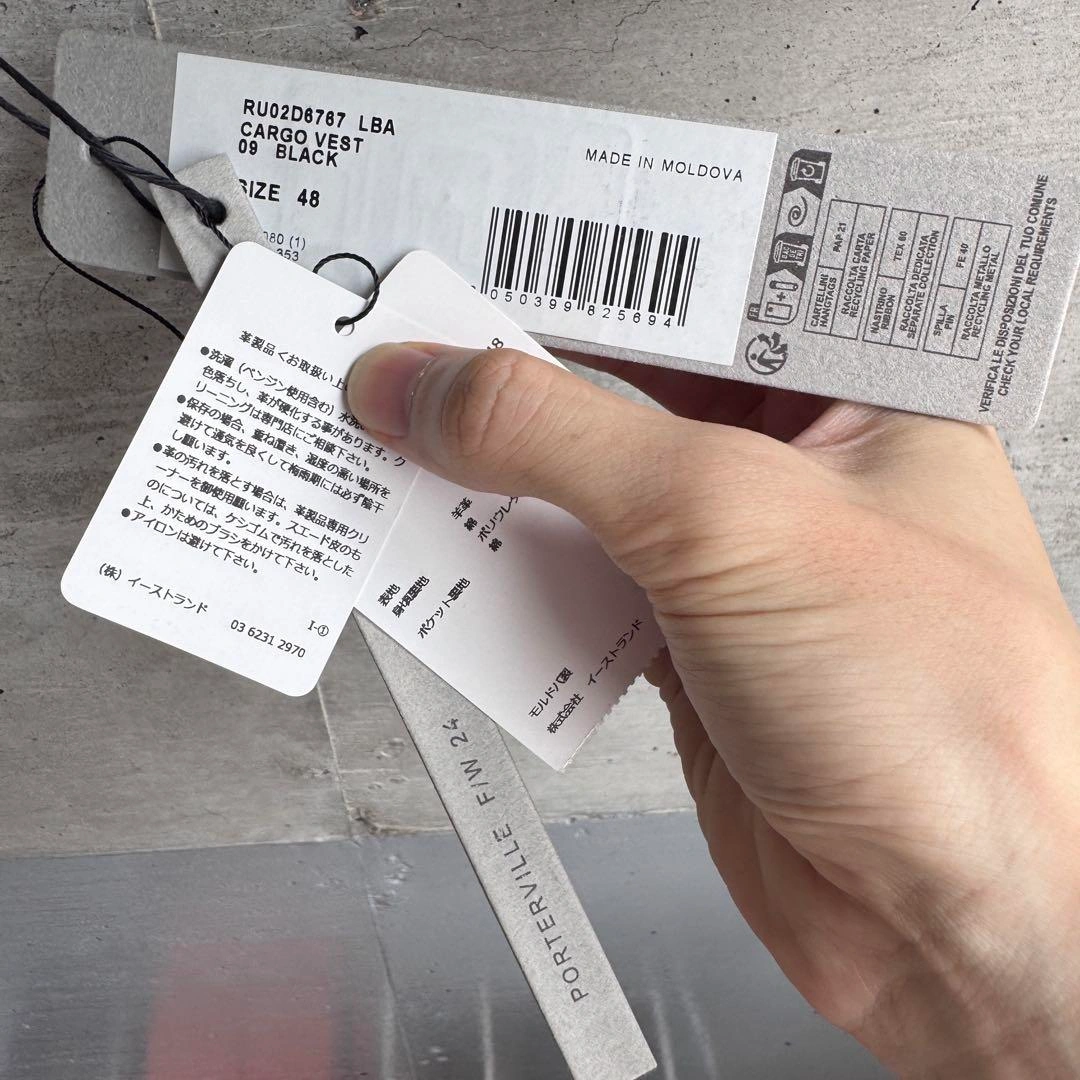 RU02D6767 LBA
CARGO VEST
09 BLACK
SIZE 48
MADE IN MOLDOVA
080 (1)
353
050399 825694
CARTELLINI
HANGTAGS
PAP 21
RACCOLTA CARTA
RECYCLING PAPER
NASTRINO
RIBBON
TEX 60
RACCOLTA DEDICATA
SEPARATE COLLECTION
SPILLA
PIN
FE 40
RACCOLTA METALLO
RECYCLING METAL
VERIFICA LE DISPOSIZIONI DEL TUO COMUNE
CHECK YOUR LOCAL REQUIREMENTS
FR
革製品<お取扱い上
●洗濯(ベンジン使用含む)水洗
色落ちし、革が硬化する事があります。ク
リーニングは専門店にご相談下さい。
●保存の場合、重ね置き、湿度の高い場所を
避けて通気を良くして梅雨期には必ず陰干
し願います。
●革の汚れを落とす場合は、革製品専用クリ
ーナーを御使用願います。スエード皮のも
のについては、ケシゴムで汚れを落とした
上、かためのブラシをかけて下さい。
●アイロンは避けて下さい。
(株)イーストランド
I-①
03 6231 2970
48
羊革
綿
ポリウレタ
綿
表地
身頃裏地
ポケット裏地
モルドバ製
株式会社 イーストランド
PORTERVILLE F/W 24